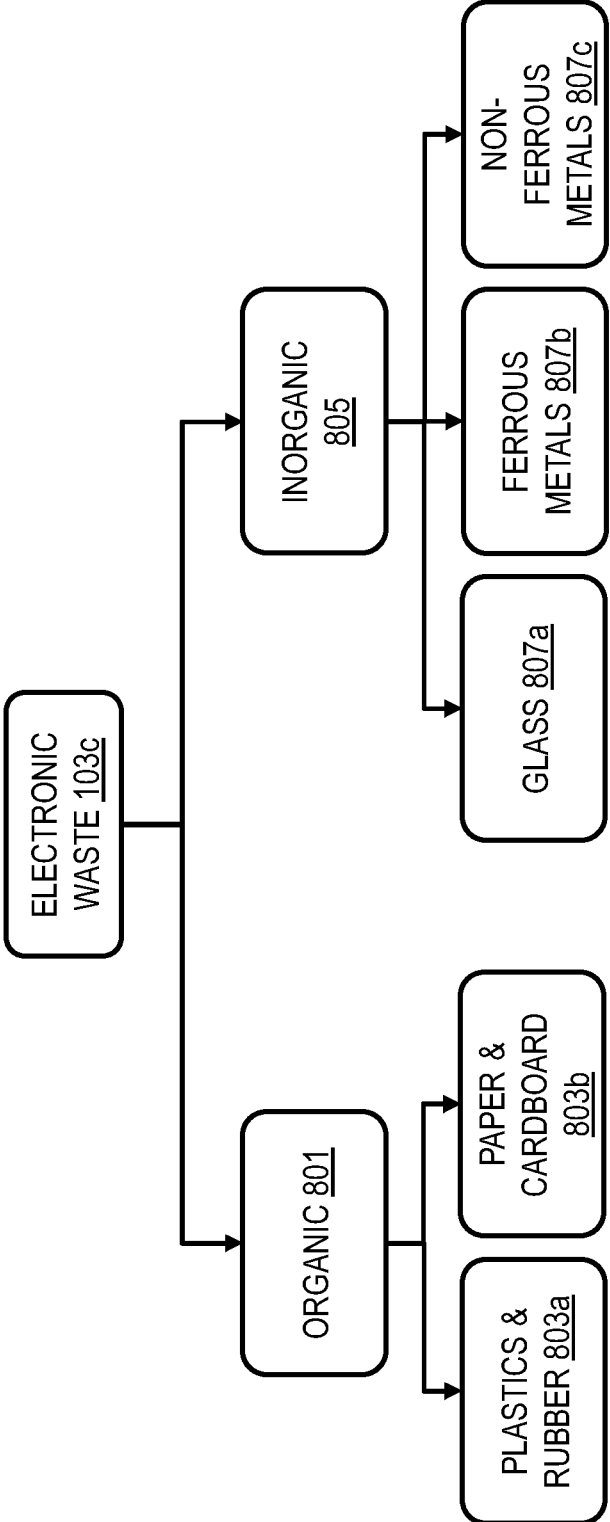 ELECTRONIC
WASTE 103c
ORGANIC 801
INORGANIC
805
PLASTICS &
RUBBER 803a
PAPER &
CARDBOARD
803b
GLASS 807a
FERROUS
METALS 807b
NON-
FERROUS
METALS 807c